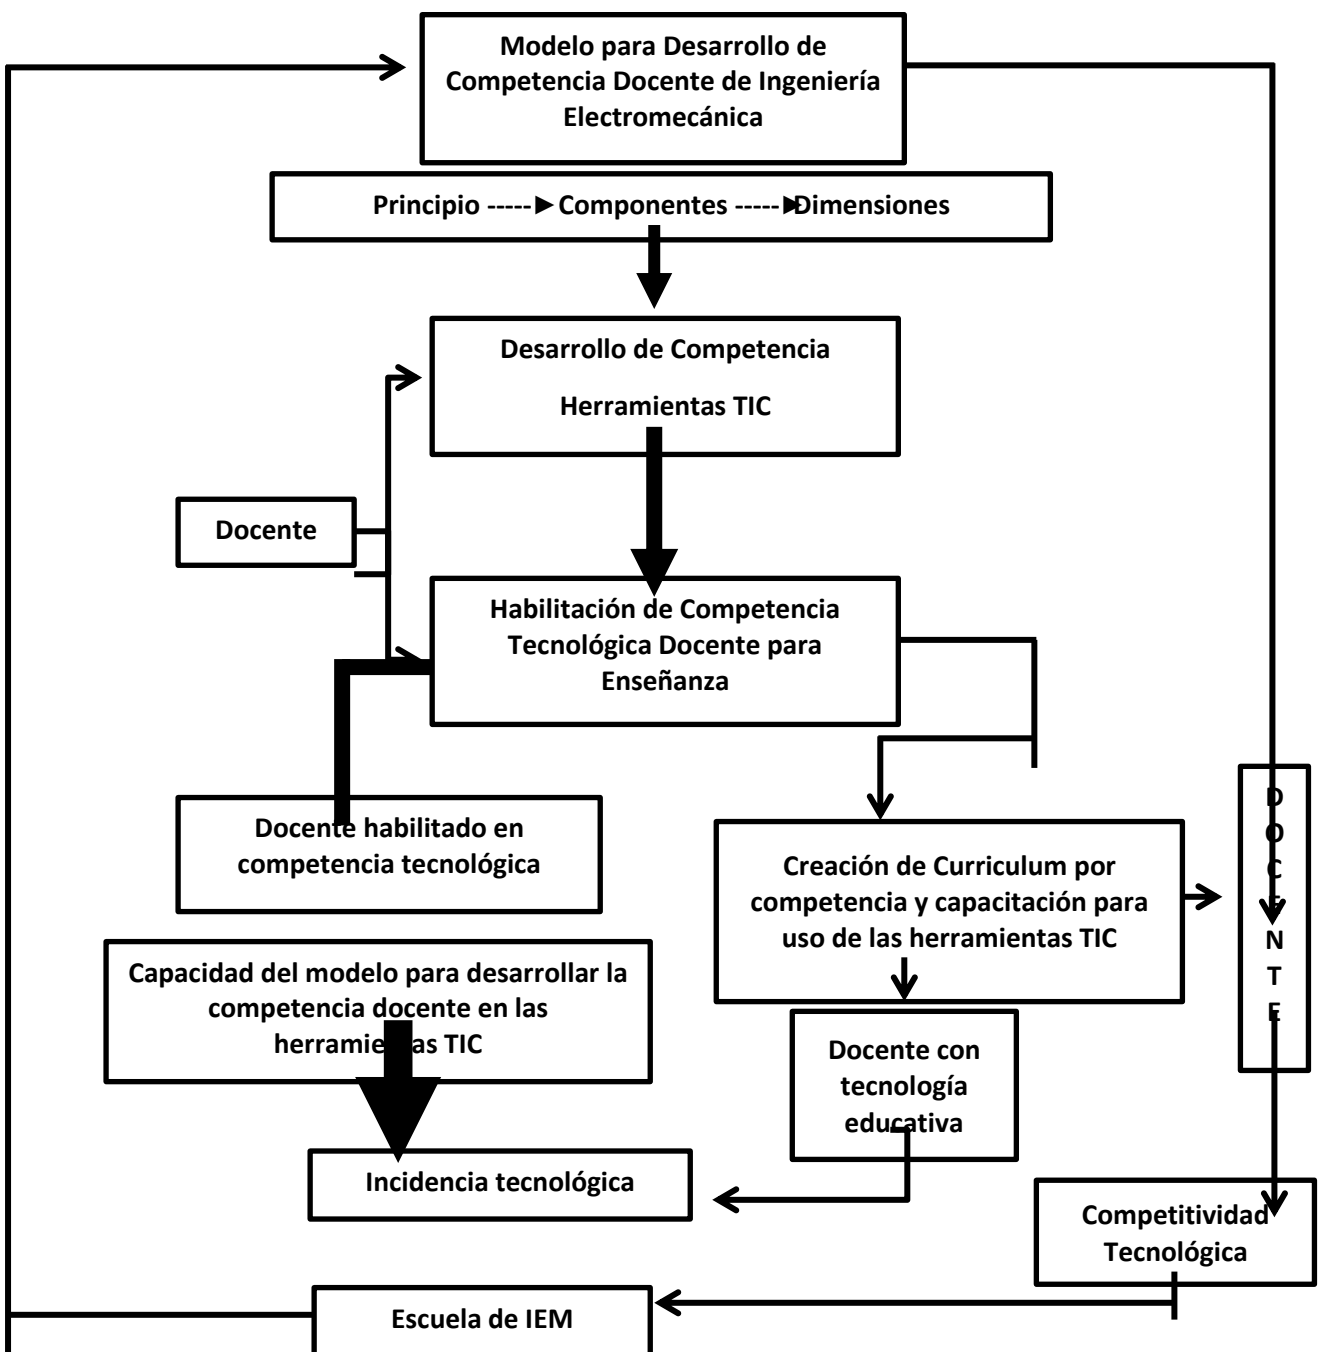 Modelo para Desarrollo de
Competencia Docente de Ingeniería
Electromecánica
Principio -----► Componentes -----► Dimensiones
Desarrollo de Competencia
Herramientas TIC
Docente
Habilitación de Competencia
Tecnológica Docente para
Enseñanza
Docente habilitado en
competencia tecnológica
Creación de Curriculum por
competencia y capacitación para
uso de las herramientas TIC
D
O
C
E
N
T
E
Capacidad del modelo para desarrollar la
competencia docente en las
herramientas TIC
Docente con
tecnología
educativa
Incidencia tecnológica
Competitividad
Tecnológica
Escuela de IEM